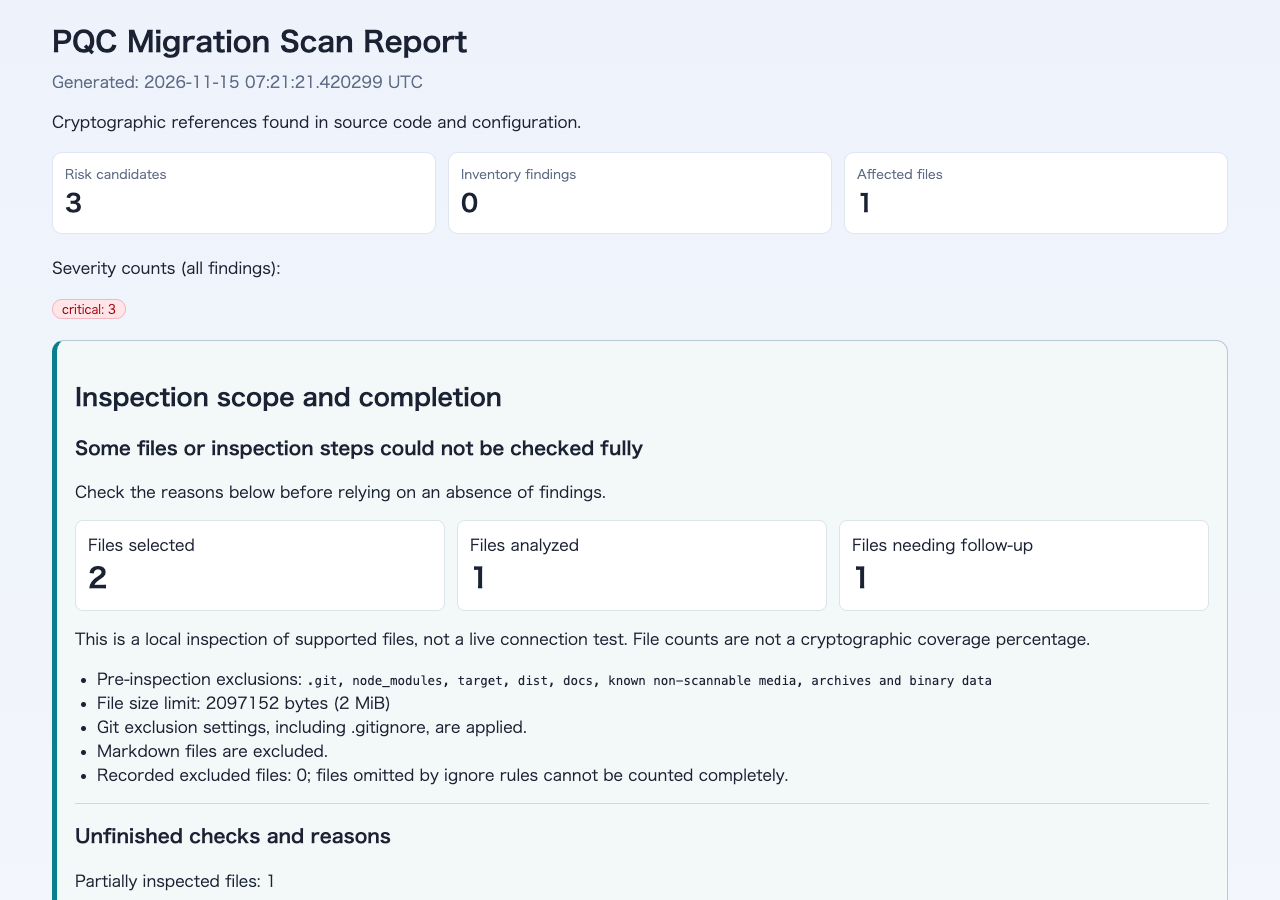 PQC Migration Scan Report
Generated: 2026-11-15 07:21:21.420299 UTC
Cryptographic references found in source code and configuration.
Risk candidates
3
Inventory findings
0
Affected files
1
Severity counts (all findings):
critical: 3
Inspection scope and completion
Some files or inspection steps could not be checked fully
Check the reasons below before relying on an absence of findings.
Files selected
2
Files analyzed
1
Files needing follow-up
1
This is a local inspection of supported files, not a live connection test. File counts are not a cryptographic coverage percentage.
• Pre-inspection exclusions: .git, node_modules, target, dist, docs, known non-scannable media, archives and binary data
• File size limit: 2097152 bytes (2 MiB)
• Git exclusion settings, including .gitignore, are applied.
• Markdown files are excluded.
• Recorded excluded files: 0; files omitted by ignore rules cannot be counted completely.
Unfinished checks and reasons
Partially inspected files: 1